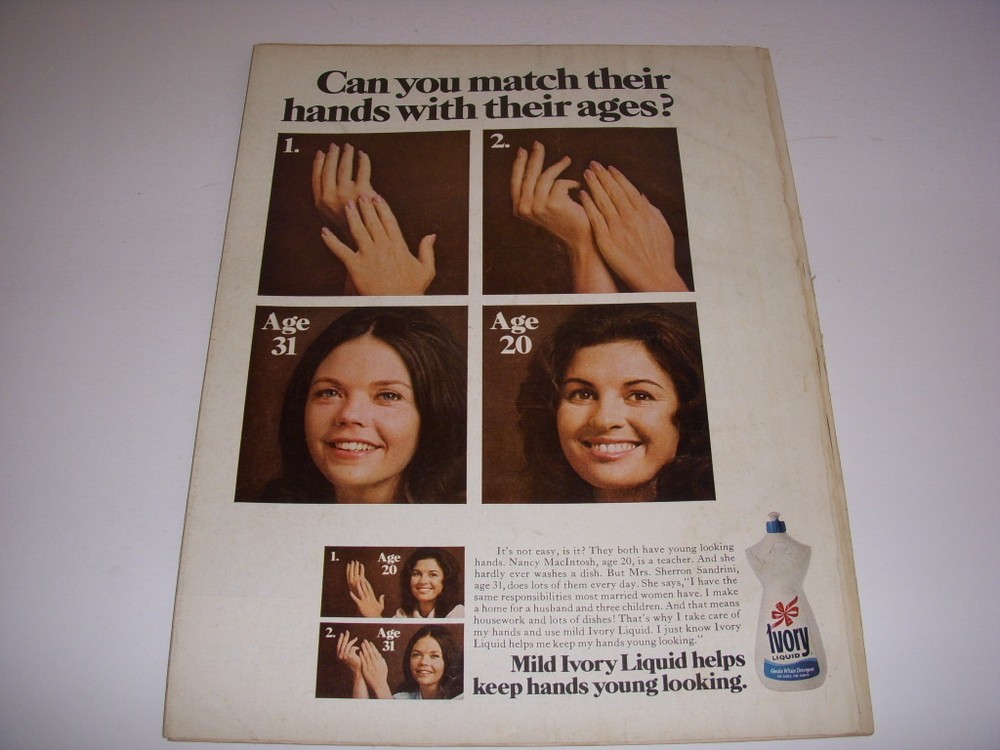 Can you match their
hands with their ages?
1.
2.
Age
31
Age
20
1.
Age
20
2.
Age
31
It's not easy, is it? They both have young looking
hands. Nancy MacIntosh, age 20, is a teacher. And she
hardly ever washes a dish. But Mrs. Sherron Sandrini,
age 31, does lots of them every day. She says, "I have the
same responsibilities most married women have. I make
a home for a husband and three children. And that means
housework and lots of dishes! That's why I take care of
my hands and use mild Ivory Liquid. I just know Ivory
Liquid helps me keep my hands young looking."
Mild Ivory Liquid helps
keep hands young looking.
Ivory
LIQUID